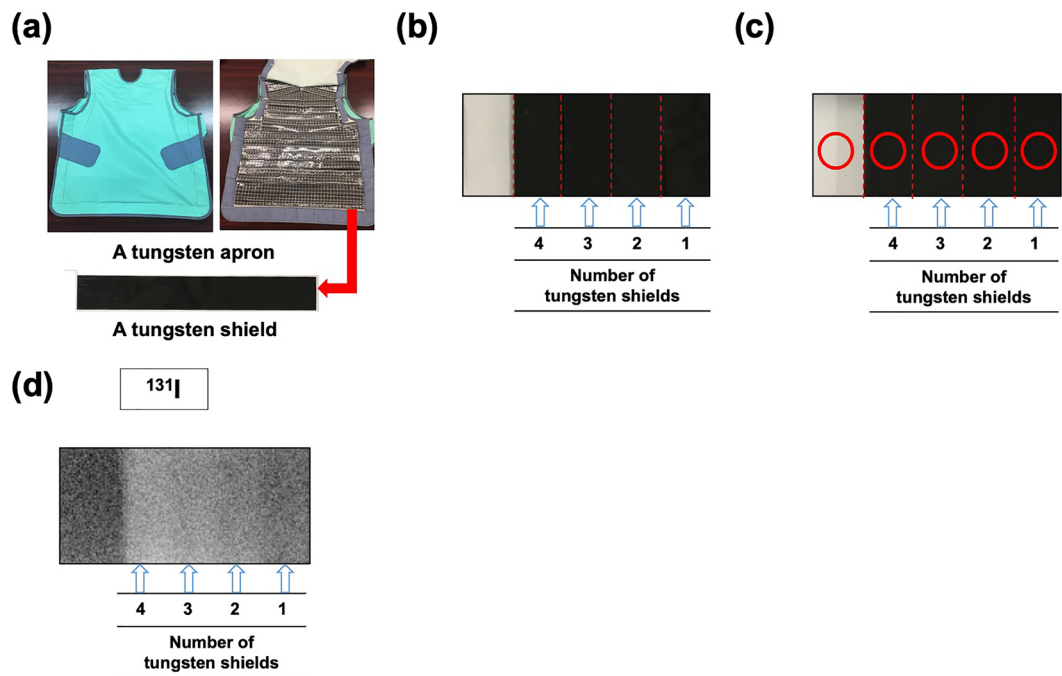 (a)
A tungsten apron
A tungsten shield
(b)
4 3 2 1
Number of
tungsten shields
(c)
4 3 2 1
Number of
tungsten shields
(d)
¹³¹I
4 3 2 1
Number of
tungsten shields